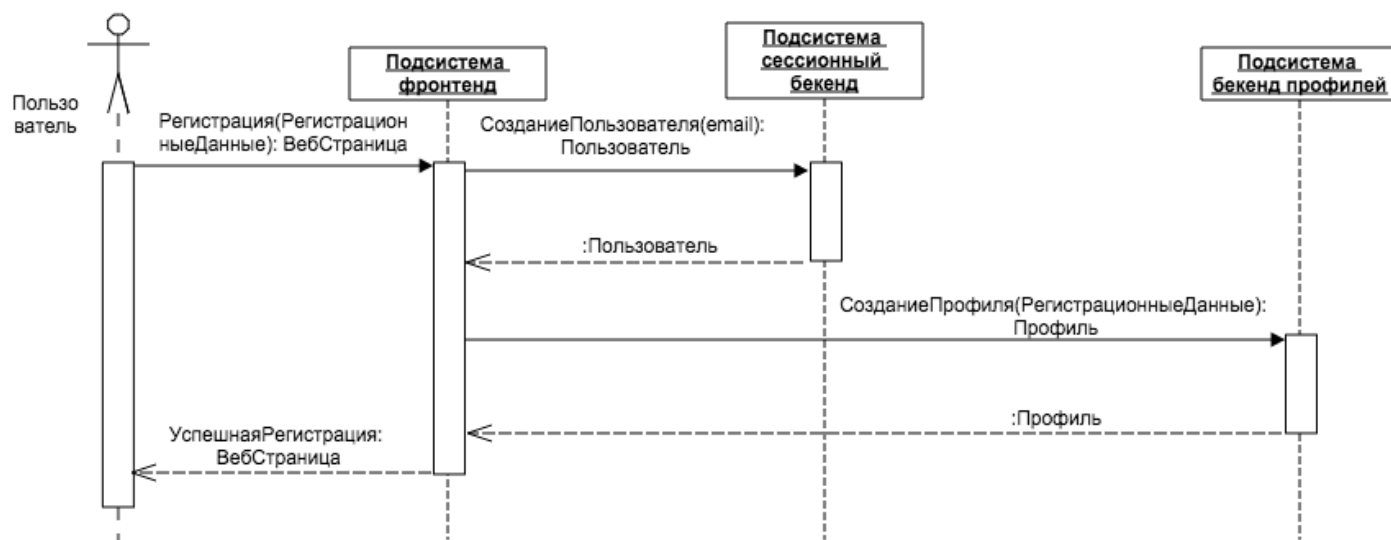 Пользо
ватель
Подсистема
фронтенд
Подсистема
сессионный
бекенд
Подсистема
бекенд профилей
Регистрация(Регистрацион
ныеДанные): ВебСтраница
СозданиеПользователя(email):
Пользователь
:Пользователь
СозданиеПрофиля(РегистрационныеДанные):
Профиль
:Профиль
УспешнаяРегистрация:
ВебСтраница